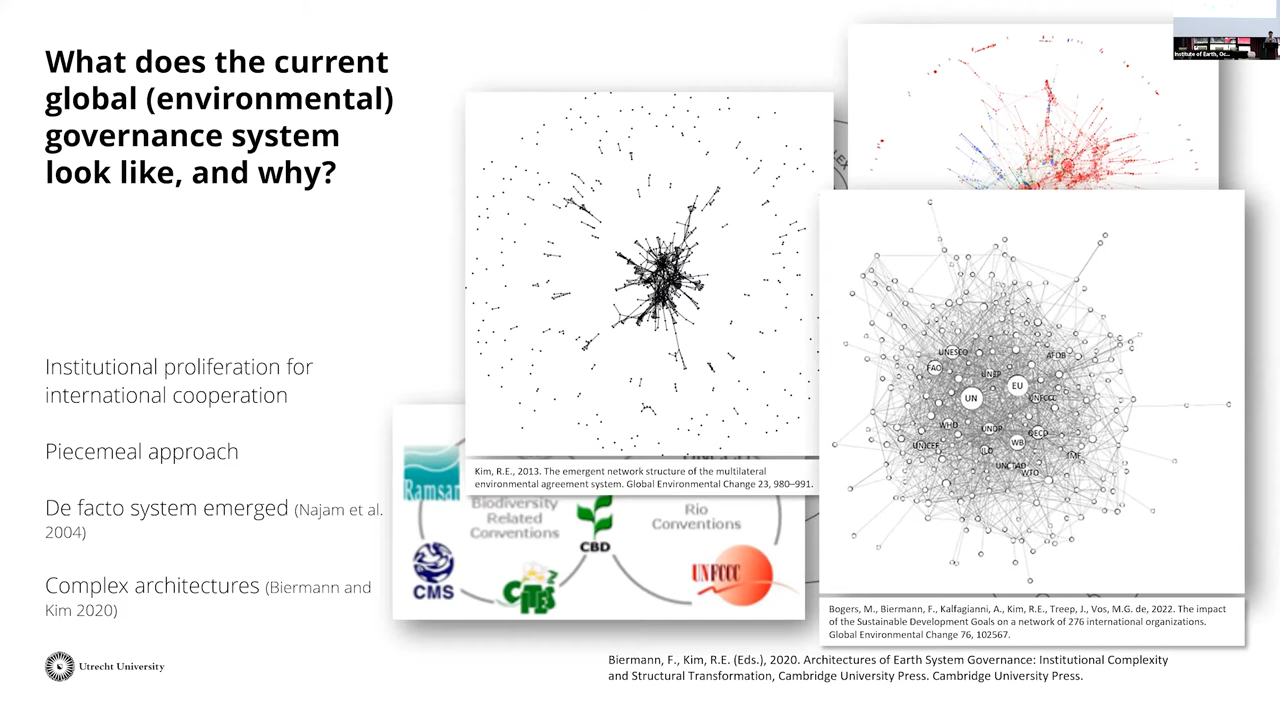 What does the current
global (environmental)
governance system
look like, and why?
Institutional proliferation for
international cooperation
Piecemeal approach
De facto system emerged (Najam et al.
2004)
Complex architectures (Biermann and
Kim 2020)
Utrecht University
Kim, R.E., 2013. The emergent network structure of the multilateral
environmental agreement system. Global Environmental Change 23, 980–991.
Ramsar
Biodiversity
Related
Conventions
Rio
Conventions
CBD
CMS
CITES
UNFCCC
Institute of Earth, Oc...
UNESCO
AFDB
FAO
UNEP
EU
UN
UNFCCC
WHO
UNDP
OECD
UNICEF
WB
ILO
IMF
UNCTAD
WTO
Bogers, M., Biermann, F., Kalfagianni, A., Kim, R.E., Treep, J., Vos, M.G. de, 2022. The impact
of the Sustainable Development Goals on a network of 276 international organizations.
Global Environmental Change 76, 102567.
Biermann, F., Kim, R.E. (Eds.), 2020. Architectures of Earth System Governance: Institutional Complexity
and Structural Transformation, Cambridge University Press. Cambridge University Press.